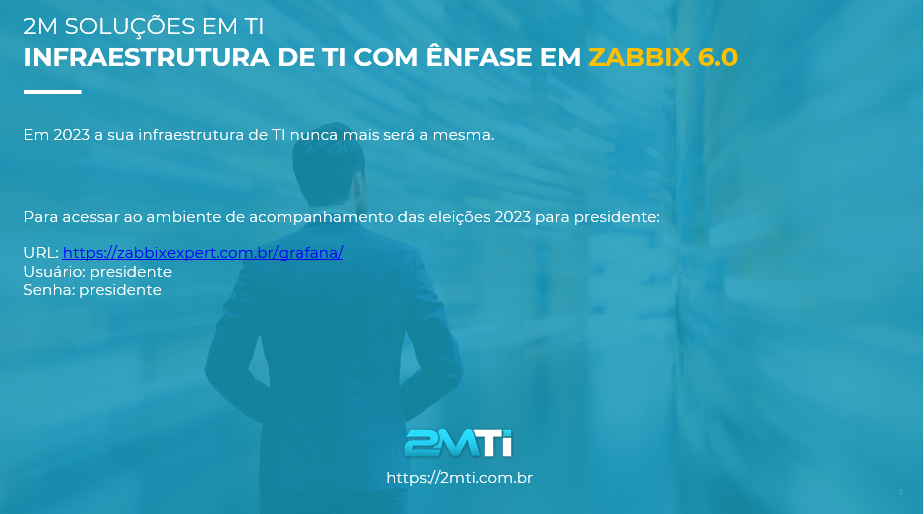 2M SOLUÇÕES EM TI
INFRAESTRUTURA DE TI COM ÊNFASE EM ZABBIX 6.0
Em 2023 a sua infraestrutura de TI nunca mais será a mesma.
Para acessar ao ambiente de acompanhamento das eleições 2023 para presidente:
URL: https://zabbixexpert.com.br/grafana/
Usuário: presidente
Senha: presidente
2MTi
https://2mti.com.br